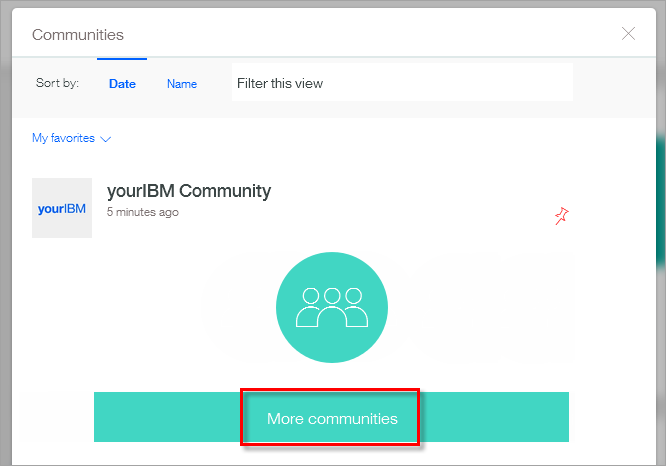 Communities
Sort by: Date Name Filter this view
My favorites
yourIBM
yourIBM Community
5 minutes ago
More communities